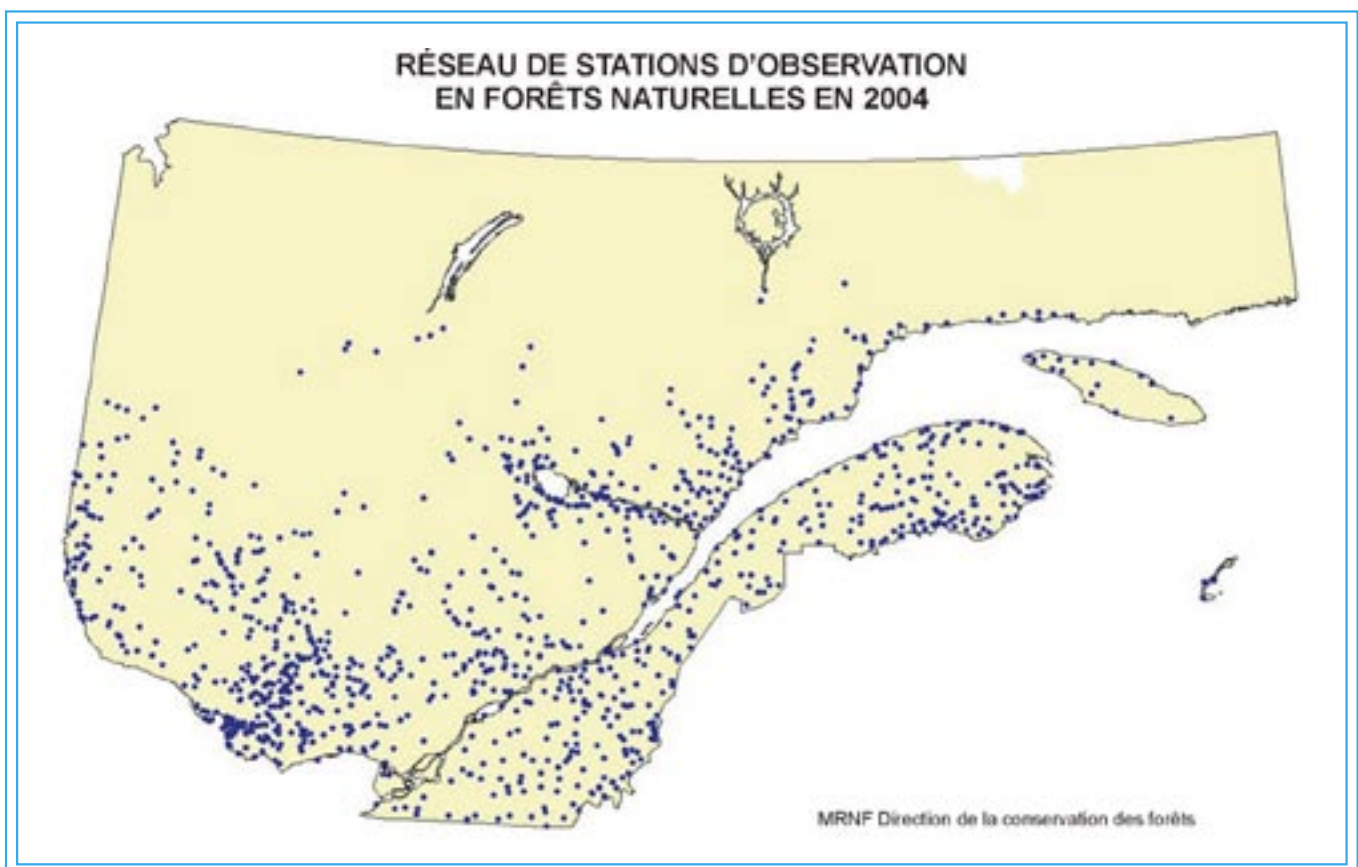 RÉSEAU DE STATIONS D'OBSERVATION
EN FORÊTS NATURELLES EN 2004
MRNF Direction de la conservation des forêts